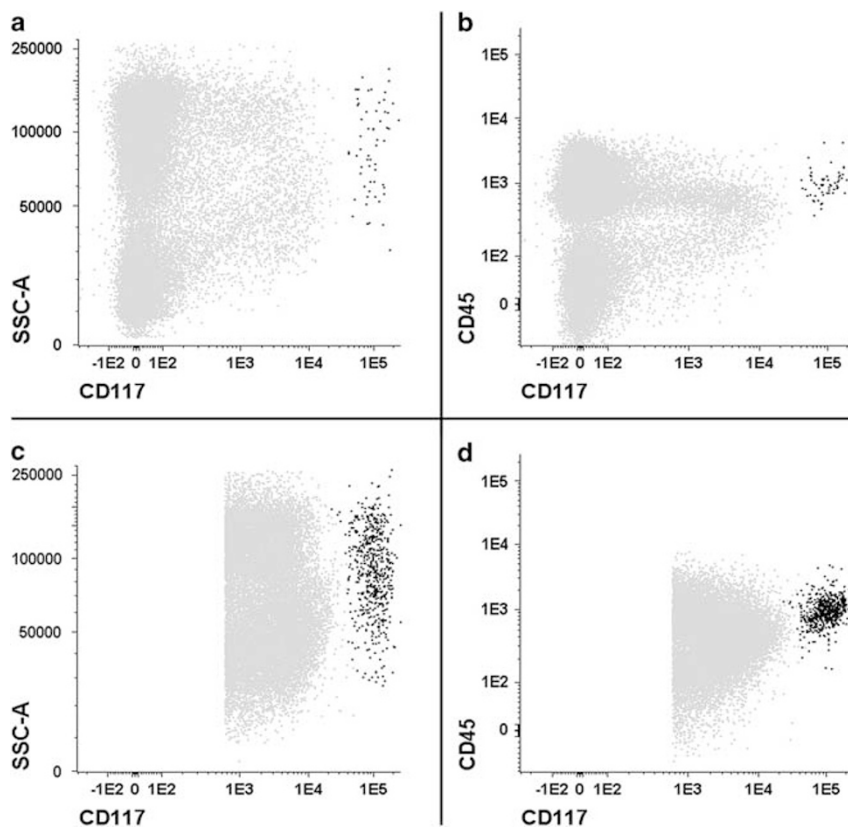 a
250000
100000
50000
0
SSC-A
-1E2 0 1E2 1E3 1E4 1E5
CD117
b
1E5
1E4
1E3
1E2
0
CD45
-1E2 0 1E2 1E3 1E4 1E5
CD117
c
250000
100000
50000
0
SSC-A
-1E2 0 1E2 1E3 1E4 1E5
CD117
d
1E5
1E4
1E3
1E2
0
CD45
-1E2 0 1E2 1E3 1E4 1E5
CD117